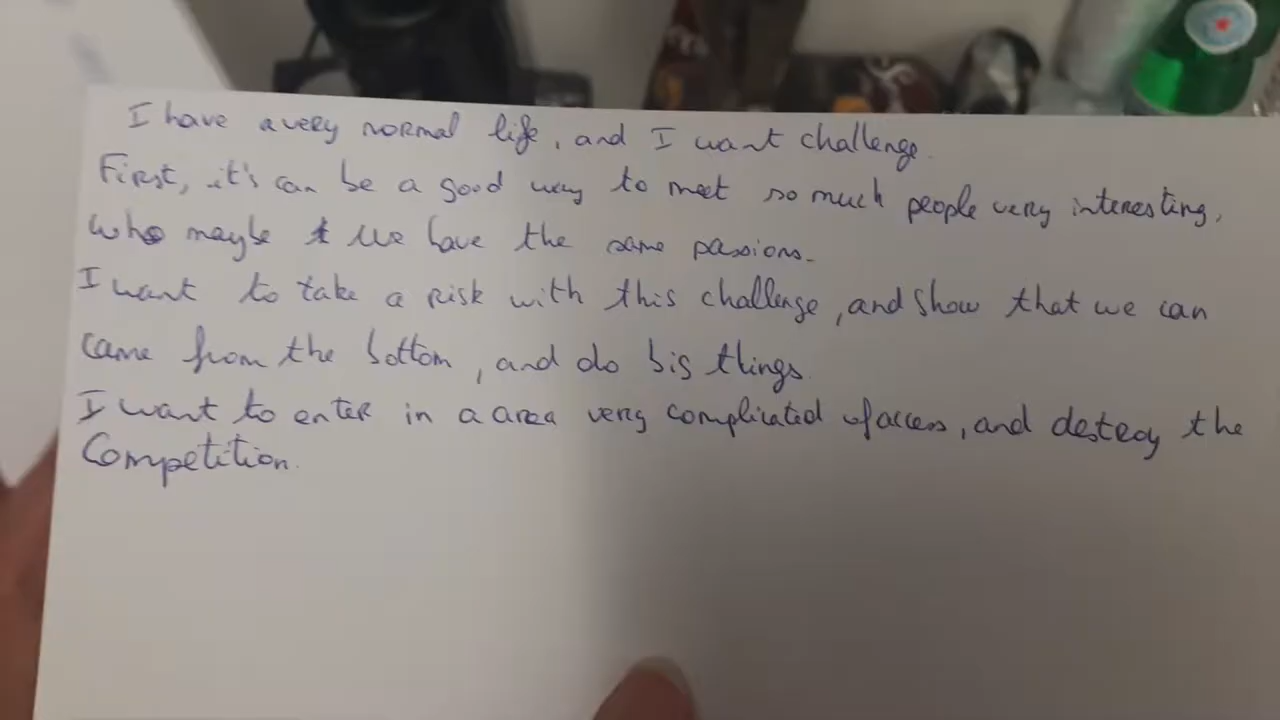 I have a very normal life, and I want challenge.
First, it's can be a good way to meet so much people very interesting,
who maybe we have the same passions.
I want to take a risk with this challenge, and show that we can
came from the bottom, and do big things.
I want to enter in a area very complicated of access, and destroy the
Competition.